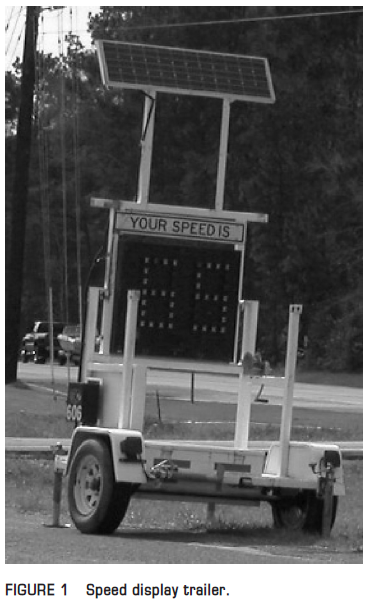 YOUR SPEED IS
606
FIGURE 1 Speed display trailer.